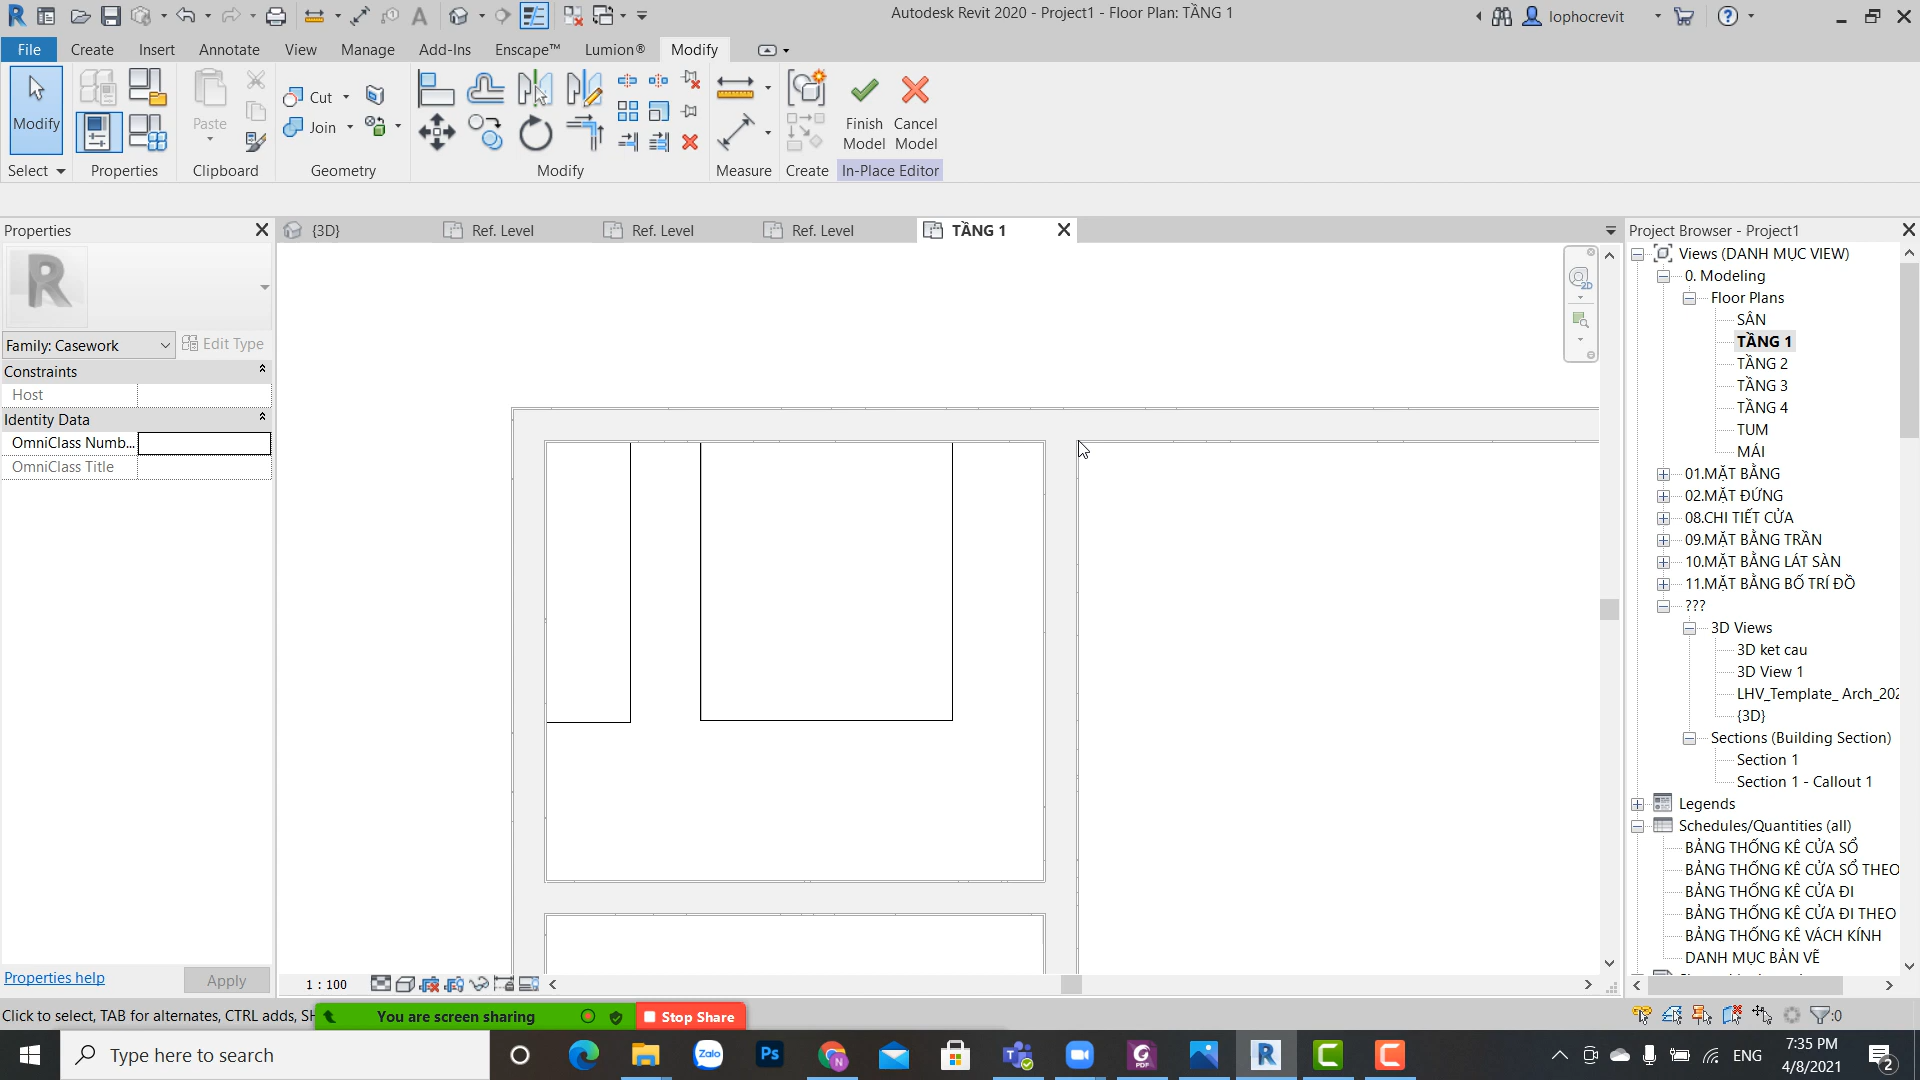 Autodesk Revit 2020 - Project1 - Floor Plan: TẦNG 1
lophocrevit
File Create Insert Annotate View Manage Add-Ins Enscape™ Lumion® Modify
Modify
Paste
Cut
Join
Finish Model
Cancel Model
Select Properties Clipboard Geometry Modify Measure Create In-Place Editor
Properties
{3D} Ref. Level Ref. Level Ref. Level TẦNG 1
Project Browser - Project1
Family: Casework
Edit Type
Constraints
Host
Identity Data
OmniClass Numb...
OmniClass Title
Properties help
Apply
2D
Views (DANH MỤC VIEW)
0. Modeling
Floor Plans
SÂN
TẦNG 1
TẦNG 2
TẦNG 3
TẦNG 4
TUM
MÁI
01.MẶT BẰNG
02.MẶT ĐỨNG
08.CHI TIẾT CỬA
09.MẶT BẰNG TRẦN
10.MẶT BẰNG LÁT SÀN
11.MẶT BẰNG BỐ TRÍ ĐỒ
???
3D Views
3D ket cau
3D View 1
LHV_Template_ Arch_202
{3D}
Sections (Building Section)
Section 1
Section 1 - Callout 1
Legends
Schedules/Quantities (all)
BẢNG THỐNG KÊ CỬA SỔ
BẢNG THỐNG KÊ CỬA SỔ THEO
BẢNG THỐNG KÊ CỬA ĐI
BẢNG THỐNG KÊ CỬA ĐI THEO
BẢNG THỐNG KÊ VÁCH KÍNH
DANH MỤC BẢN VẼ
1 : 100
Click to select, TAB for alternates, CTRL adds, SH
You are screen sharing
Stop Share
:0
Type here to search
Zalo
Ps
N
PDF
R
C
C
ENG
7:35 PM
4/8/2021
2